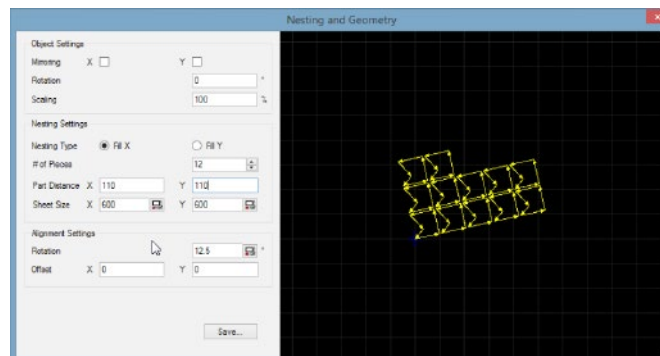 Nesting and Geometry
Object Settings
Mirroring X Y
Rotation 0 °
Scaling 100 %
Nesting Settings
Nesting Type Fill X Fill Y
# of Pieces 12
Part Distance X 110 Y 110
Sheet Size X 600 Y 600
Alignment Settings
Rotation 12.5 °
Offset X 0 Y 0
Save...